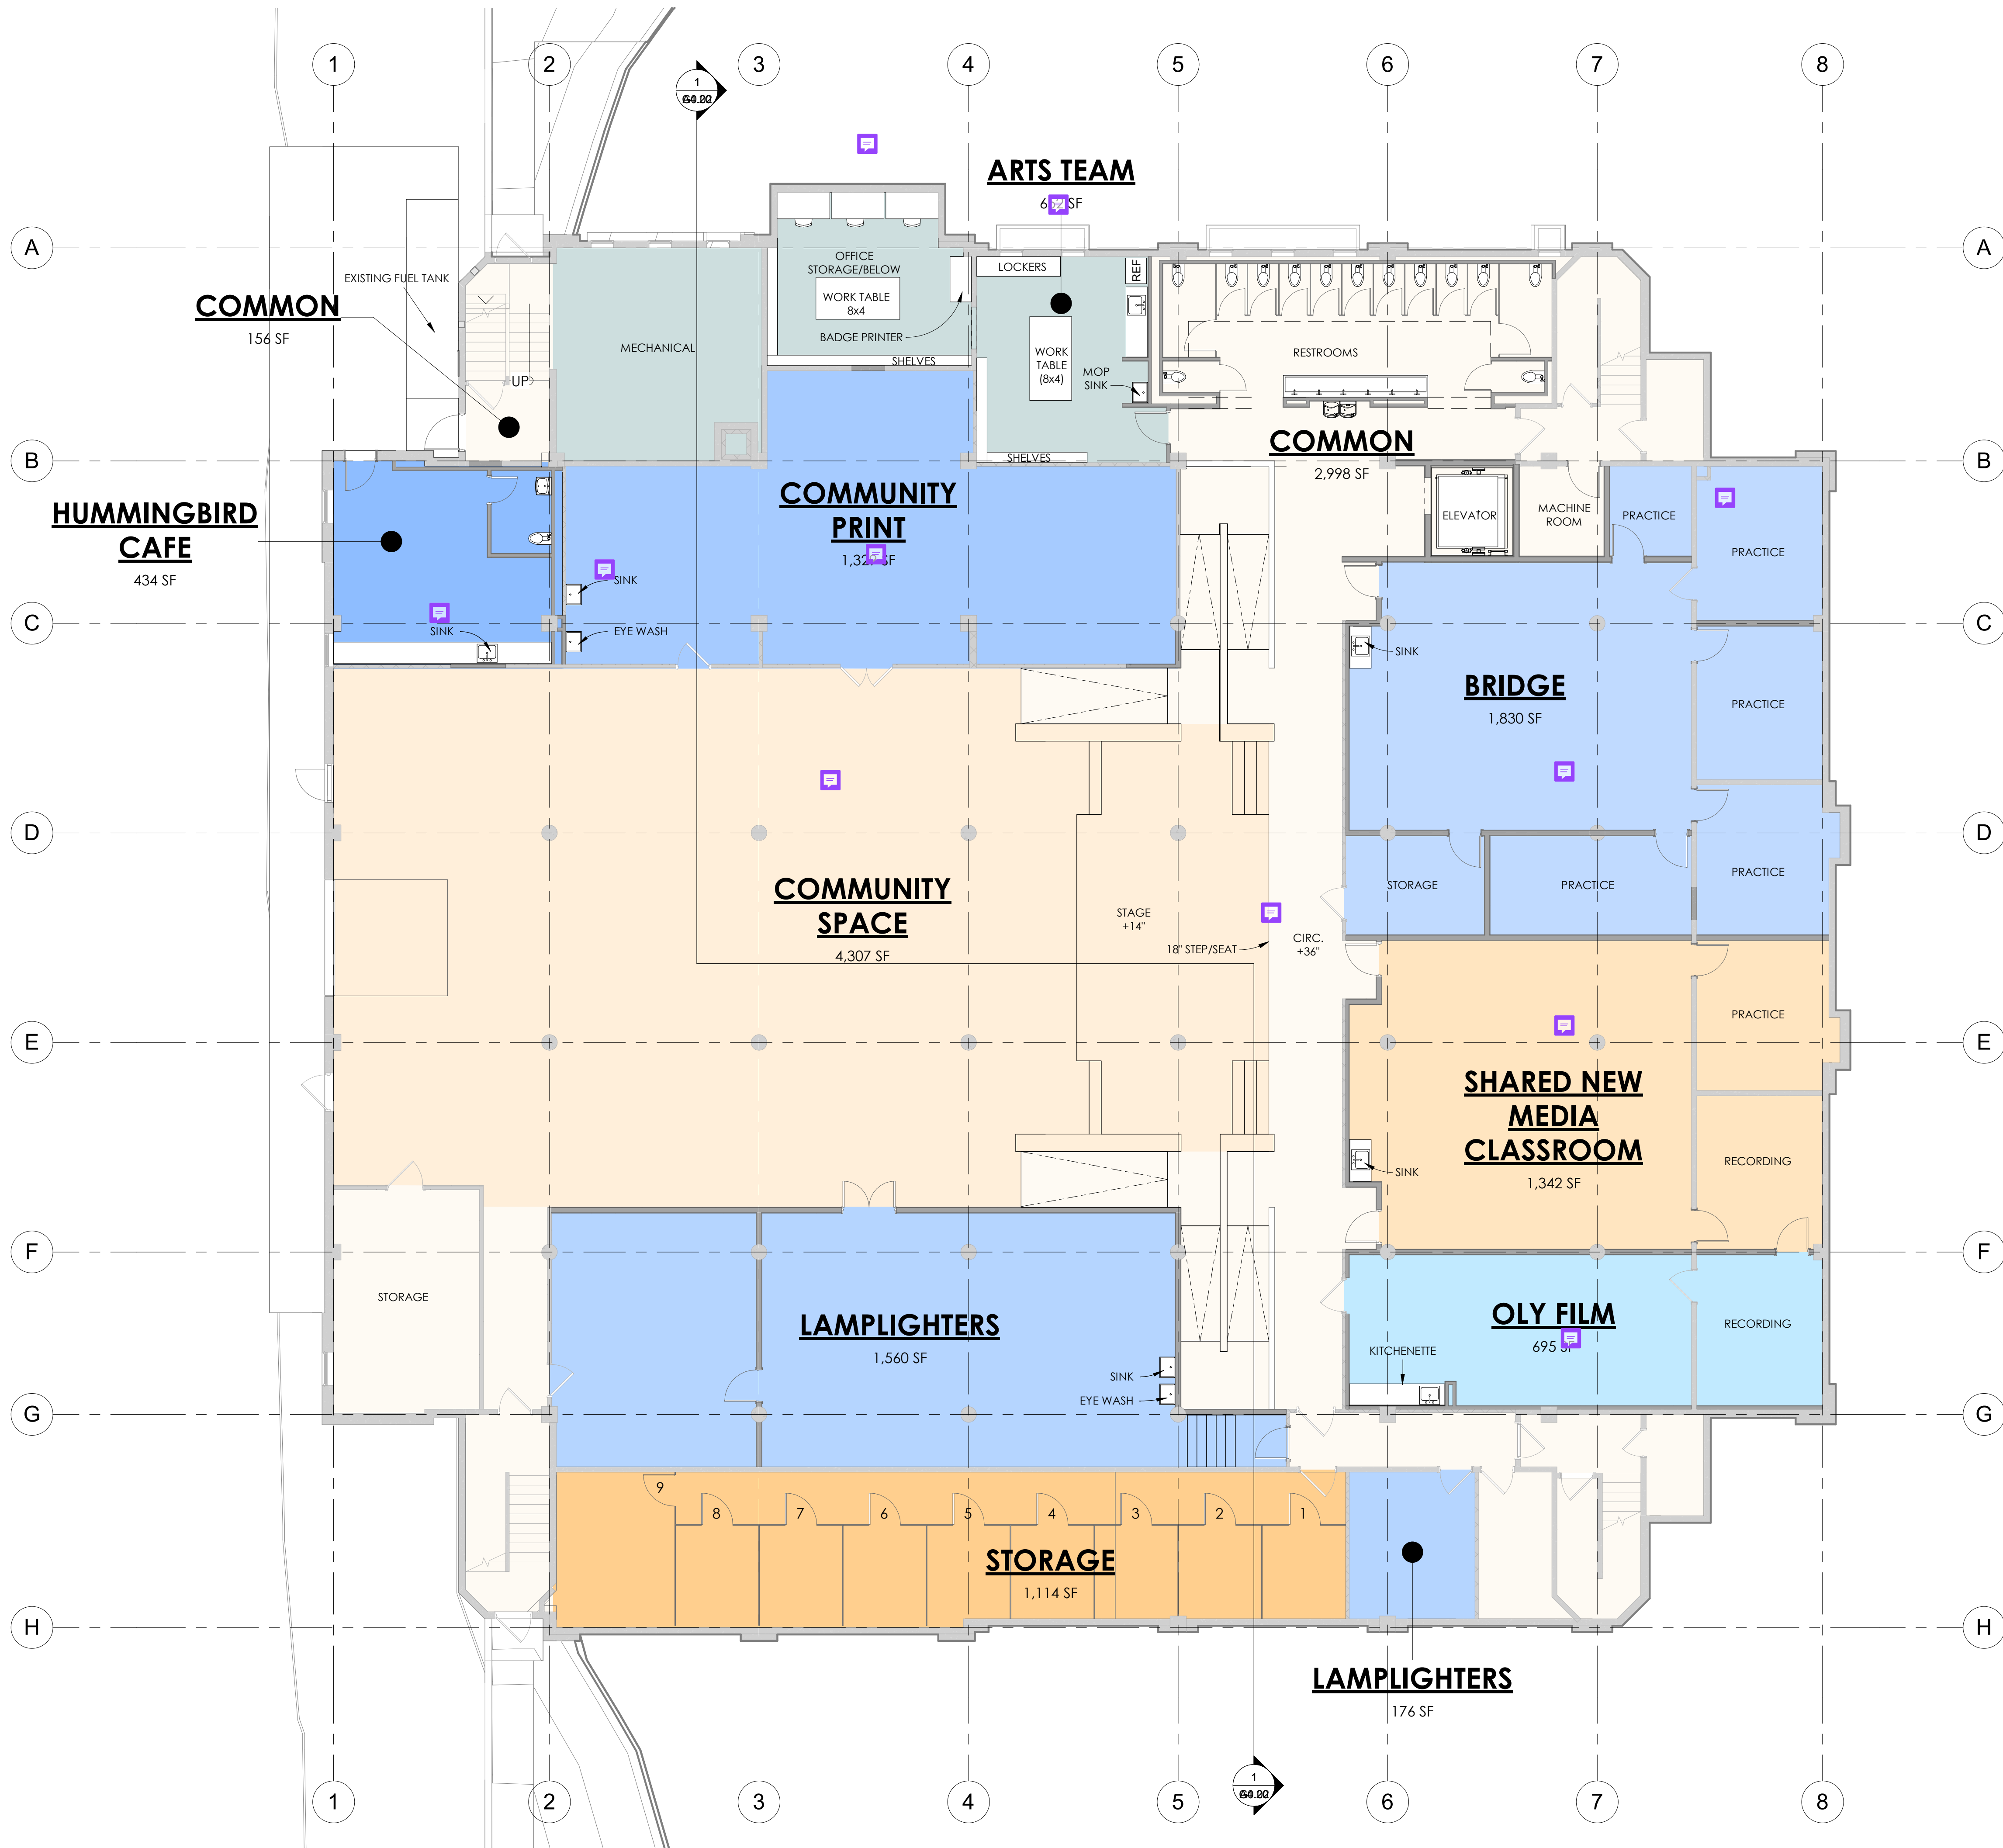 1
2
3
4
5
6
7
8
1
ARTS TEAM
SF
A
A
EXISTING FUEL TANK
COMMON
156 SF
UP
MECHANICAL
OFFICE
STORAGE/BELOW
WORK TABLE
8x4
BADGE PRINTER
SHELVES
LOCKERS
REF
WORK
TABLE
(8x4)
MOP
SINK
SHELVES
RESTROOMS
COMMON
2,998 SF
B
B
HUMMINGBIRD
CAFE
434 SF
SINK
COMMUNITY
PRINT
SINK
EYE WASH
ELEVATOR
MACHINE
ROOM
PRACTICE
PRACTICE
C
C
SINK
BRIDGE
1,830 SF
PRACTICE
D
D
COMMUNITY
SPACE
4,307 SF
STAGE
+14"
18" STEP/SEAT
CIRC.
+36"
STORAGE
PRACTICE
PRACTICE
E
E
PRACTICE
SHARED NEW
MEDIA
CLASSROOM
1,342 SF
SINK
RECORDING
F
F
STORAGE
LAMPLIGHTERS
1,560 SF
SINK
EYE WASH
OLY FILM
695
KITCHENETTE
RECORDING
G
G
9
8
7
6
5
4
3
2
1
STORAGE
1,114 SF
H
H
LAMPLIGHTERS
176 SF
1
1
2
3
4
5
6
7
8